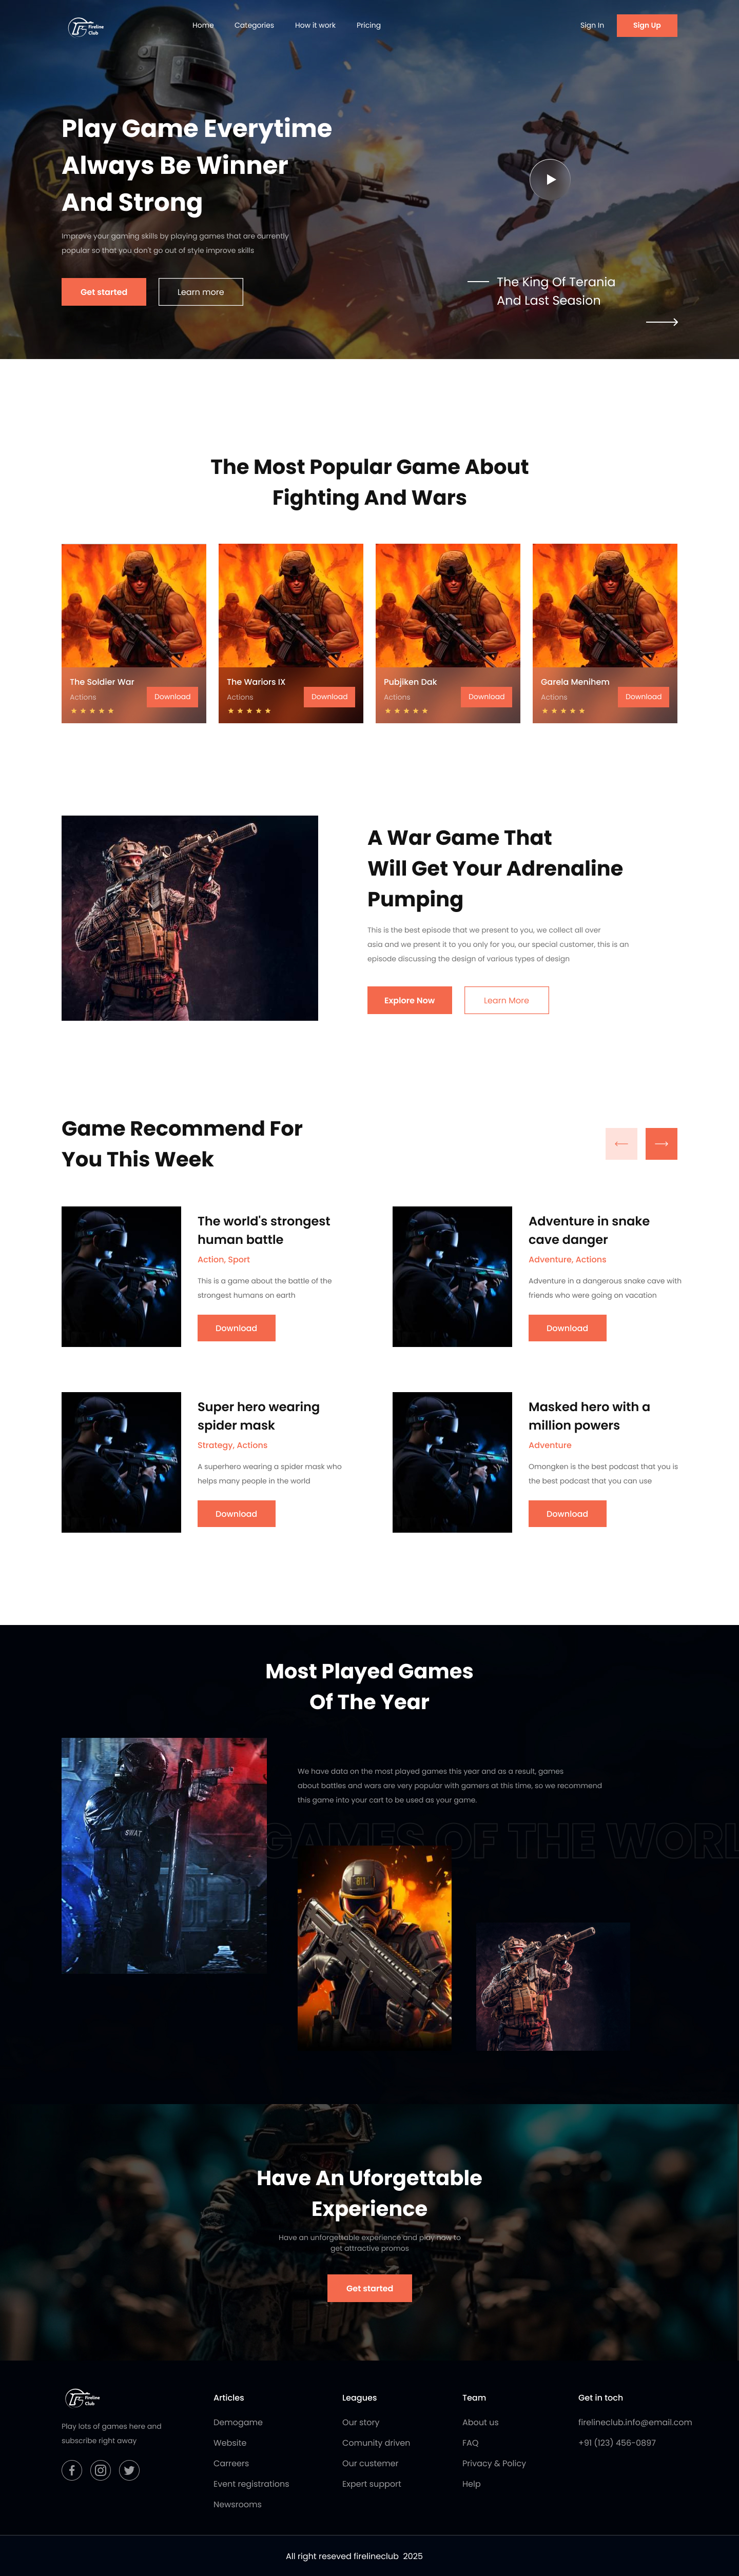 Fireline
Club
Home
Categories
How it work
Pricing
Sign In
Sign Up
Play Game Everytime
Always Be Winner
And Strong
Improve your gaming skills by playing games that are currently
popular so that you don't go out of style improve skills
Get started
Learn more
The King Of Terania
And Last Seasion
The Most Popular Game About
Fighting And Wars
The Soldier War
Actions
Download
The Wariors IX
Actions
Download
Pubjiken Dak
Actions
Download
Garela Menihem
Actions
Download
A War Game That
Will Get Your Adrenaline
Pumping
This is the best episode that we present to you, we collect all over
asia and we present it to you only for you, our special customer, this is an
episode discussing the design of various types of design
Explore Now
Learn More
Game Recommend For
You This Week
The world's strongest
human battle
Action, Sport
This is a game about the battle of the
strongest humans on earth
Download
Adventure in snake
cave danger
Adventure, Actions
Adventure in a dangerous snake cave with
friends who were going on vacation
Download
Super hero wearing
spider mask
Strategy, Actions
A superhero wearing a spider mask who
helps many people in the world
Download
Masked hero with a
million powers
Adventure
Omongken is the best podcast that you is
the best podcast that you can use
Download
Most Played Games
Of The Year
We have data on the most played games this year and as a result, games
about battles and wars are very popular with gamers at this time, so we recommend
this game into your cart to be used as your game.
SWAT
GAMES OF THE WORL
Have An Uforgettable
Experience
Have an unforgettable experience and play now to
get attractive promos
Get started
Fireline
Club
Play lots of games here and
subscribe right away
Articles
Demogame
Website
Carreers
Event registrations
Newsrooms
Leagues
Our story
Comunity driven
Our custemer
Expert support
Team
About us
FAQ
Privacy & Policy
Help
Get in toch
firelineclub.info@email.com
+91 (123) 456-0897
All right reseved firelineclub 2025